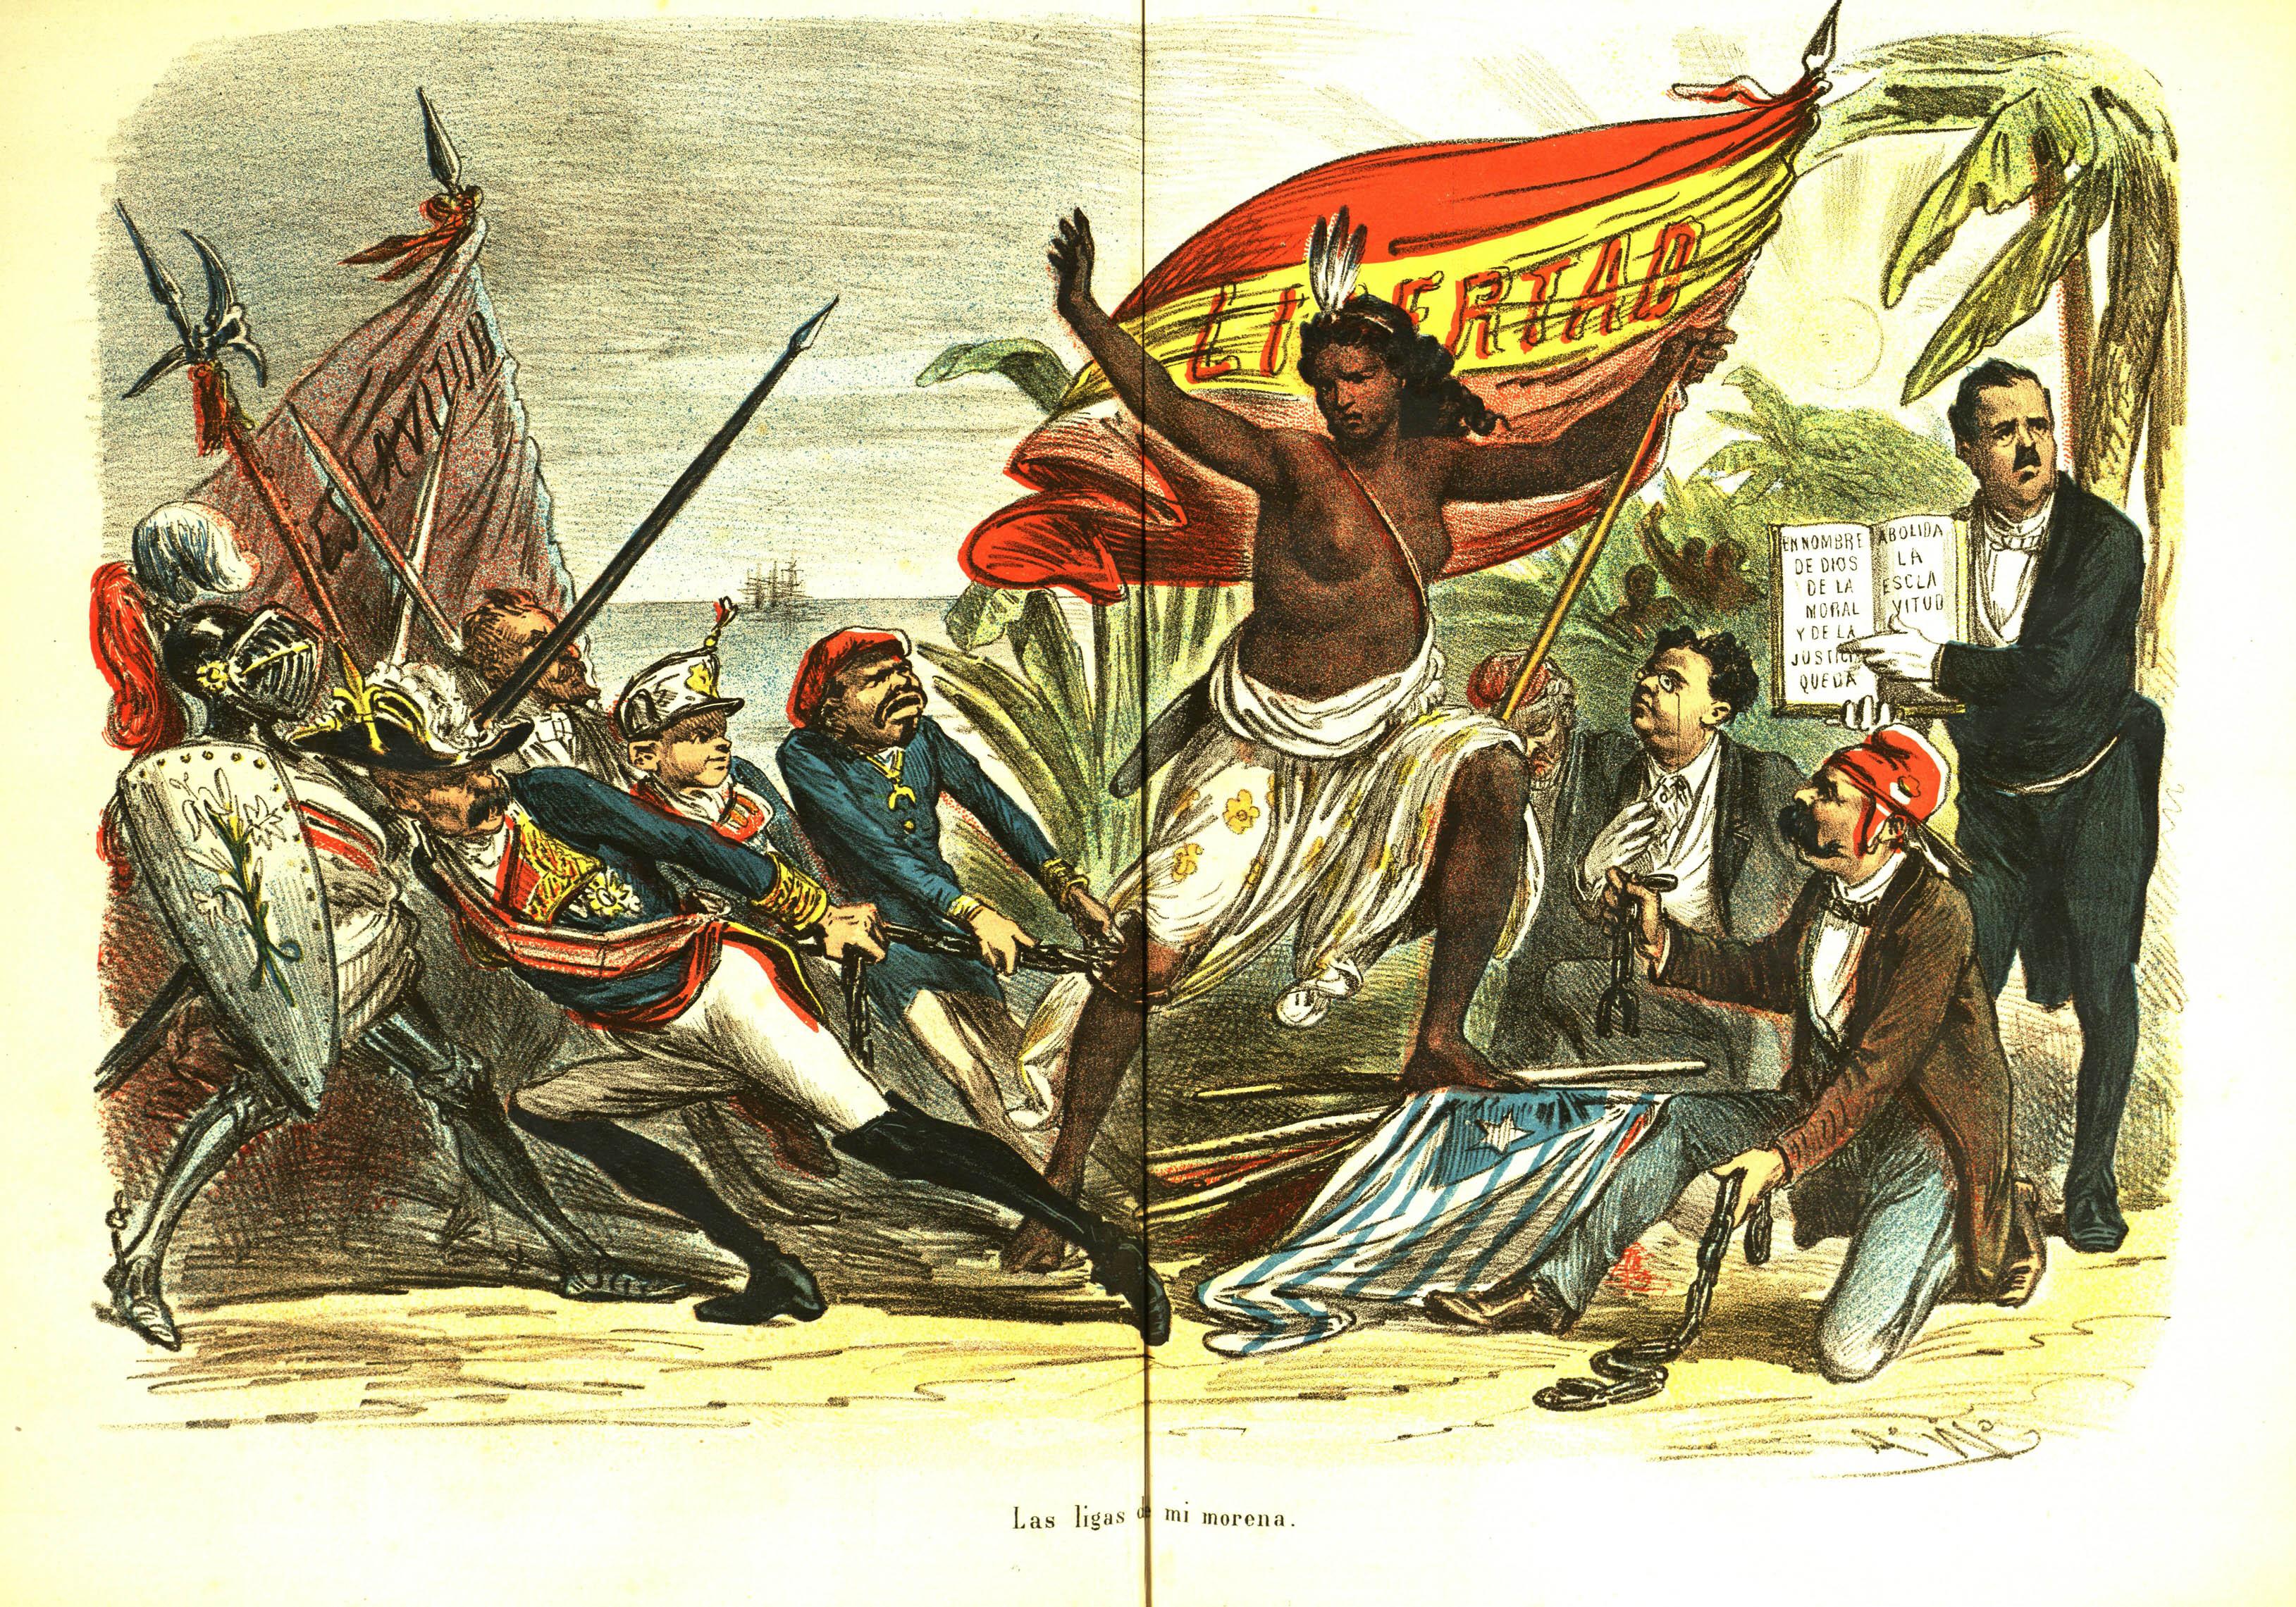 ESCLAVITUD
LIBERTAD
EN NOMBRE
DE DIOS
DE LA
MORAL
Y DE LA
JUSTICIA
QUEDA
ABOLIDA
LA
ESCLA
VITUD
Las ligas de mi morena.